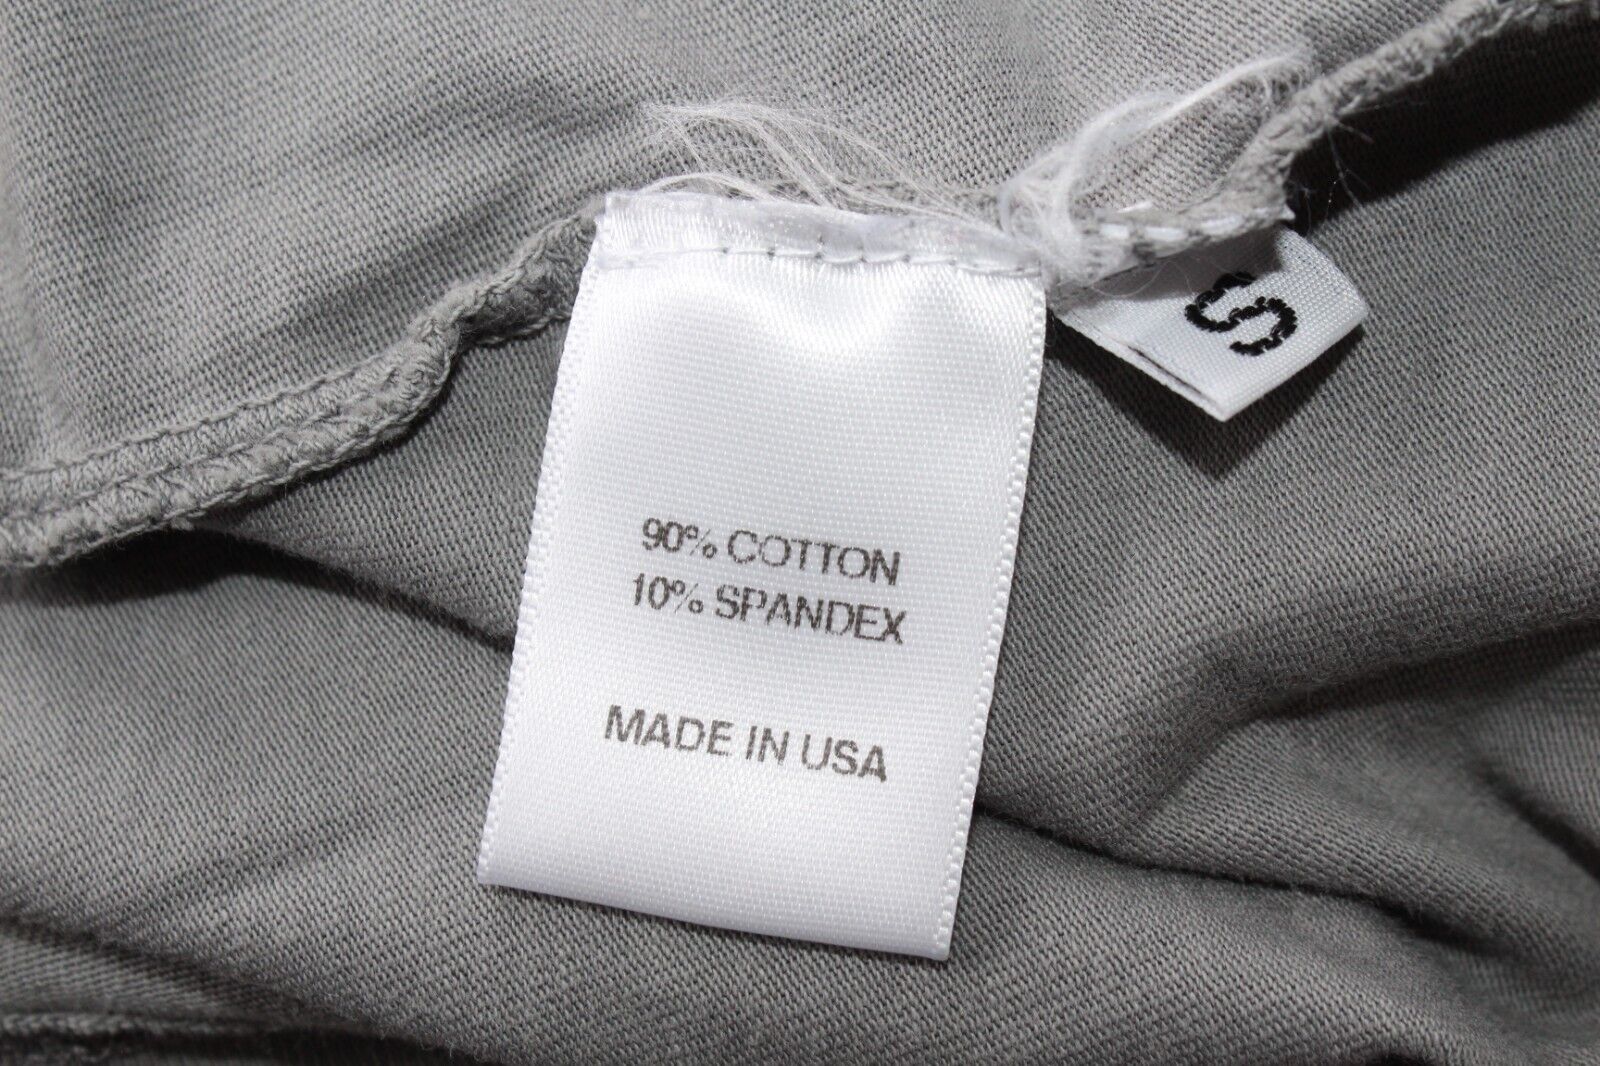 90% COTTON
10% SPANDEX
MADE IN USA
S